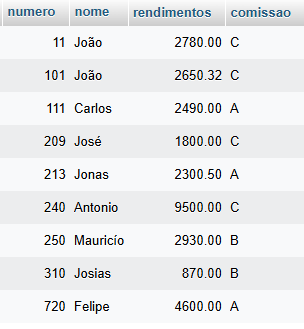 numero nome rendimentos comissao
11 João 2780.00 C
101 João 2650.32 C
111 Carlos 2490.00 A
209 José 1800.00 C
213 Jonas 2300.50 A
240 Antonio 9500.00 C
250 Mauricío 2930.00 B
310 Josias 870.00 B
720 Felipe 4600.00 A